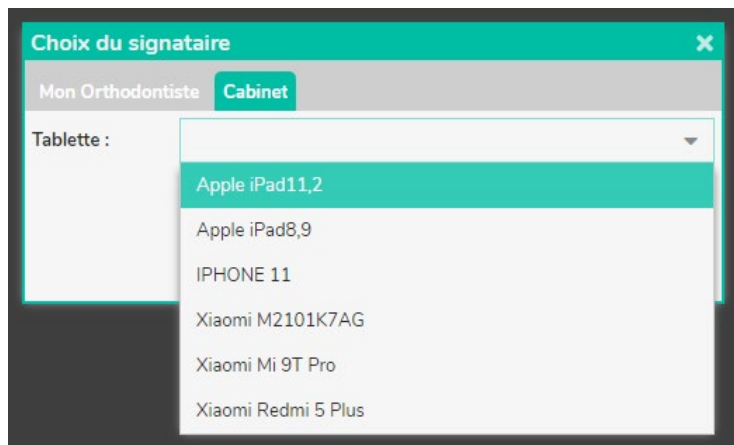 Choix du signataire
Mon Orthodontiste Cabinet
Tablette :
Apple iPad11,2
Apple iPad8,9
IPHONE 11
Xiaomi M2101K7AG
Xiaomi Mi 9T Pro
Xiaomi Redmi 5 Plus